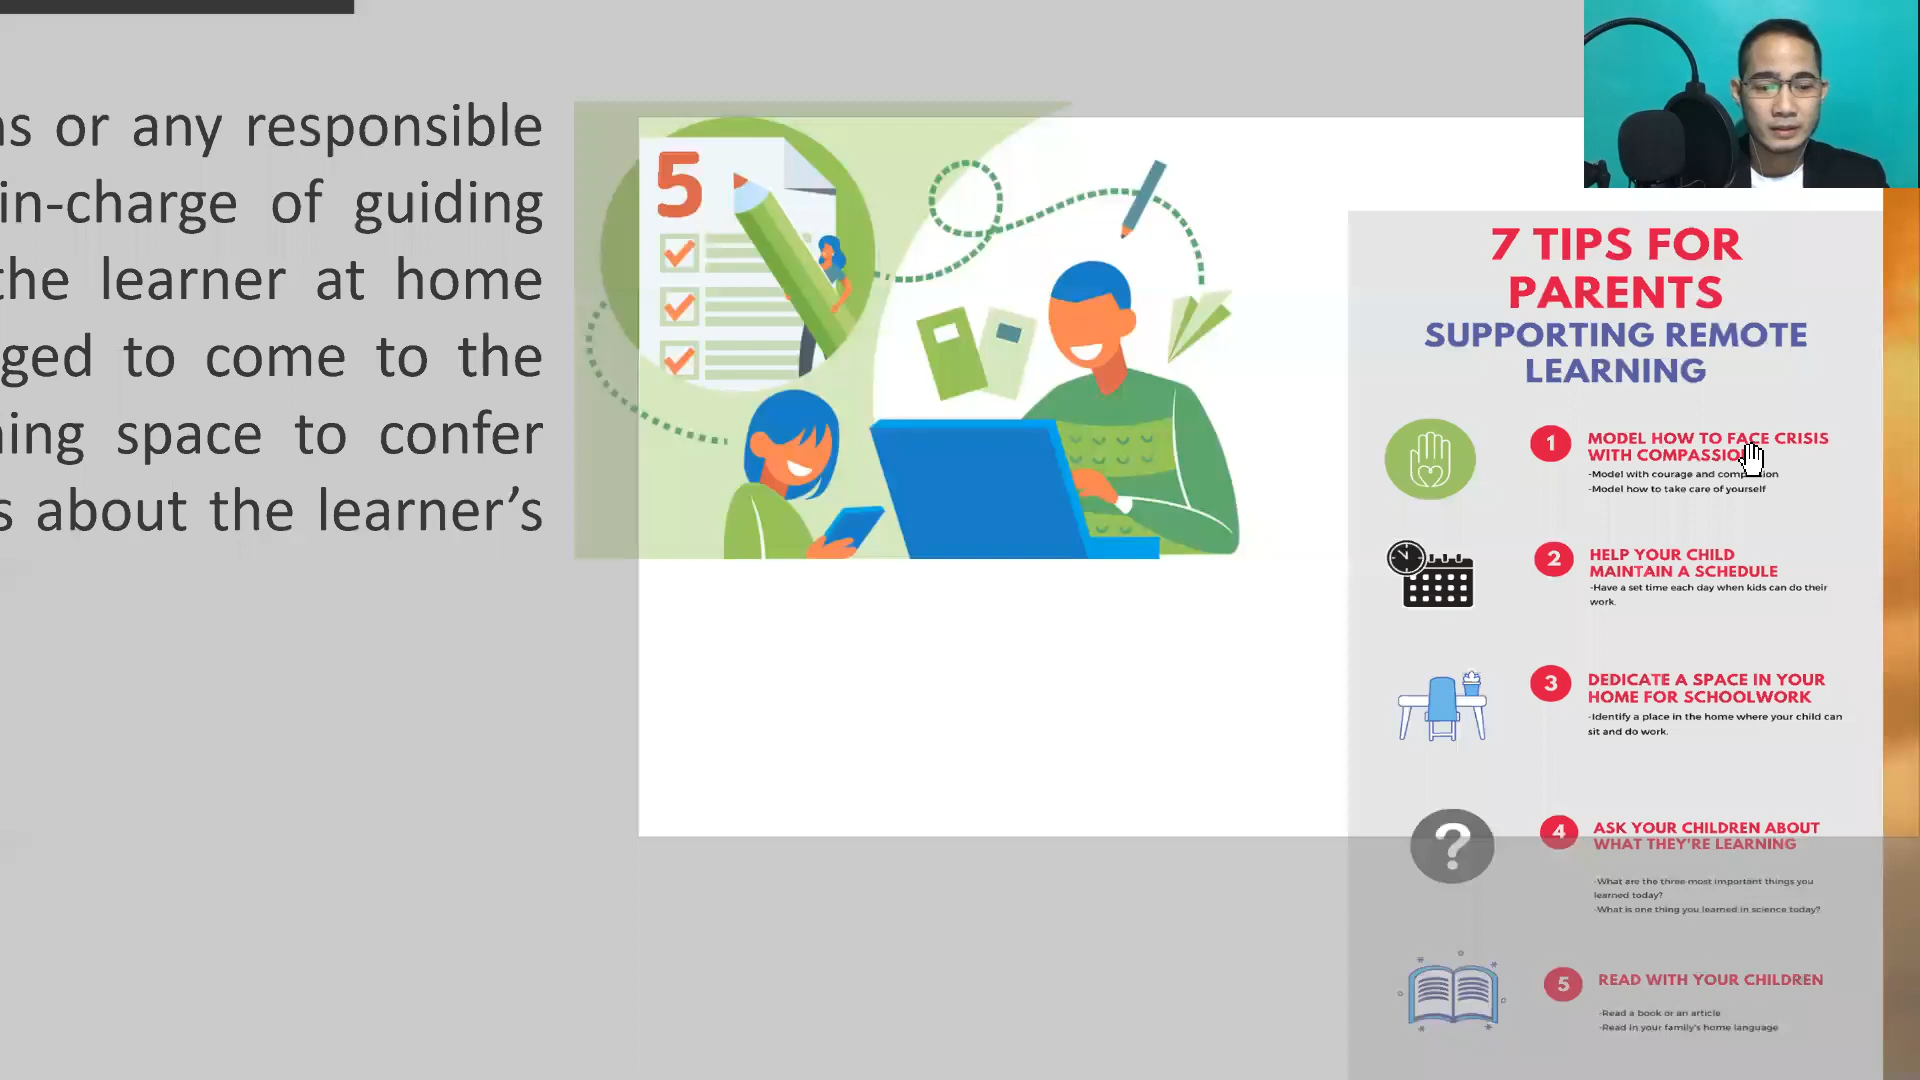 or any responsible
in-charge of guiding
the learner at home
to come to the
space to confer
about the learner's
5
7 TIPS FOR
PARENTS
SUPPORTING REMOTE
LEARNING
1
MODEL HOW TO FACE CRISIS
WITH COMPASSION
-Model with courage and compassion
-Model how to take care of yourself
2
HELP YOUR CHILD
MAINTAIN A SCHEDULE
-Have a set time each day when kids can do their
work.
3
DEDICATE A SPACE IN YOUR
HOME FOR SCHOOLWORK
-Identify a place in the home where your child can
sit and do work.
?
4
ASK YOUR CHILDREN ABOUT
WHAT THEY'RE LEARNING
-What are the three most important things you
learned today?
-What is one thing you learned in science today?
5
READ WITH YOUR CHILDREN
-Read a book or an article
-Read in your family's home language